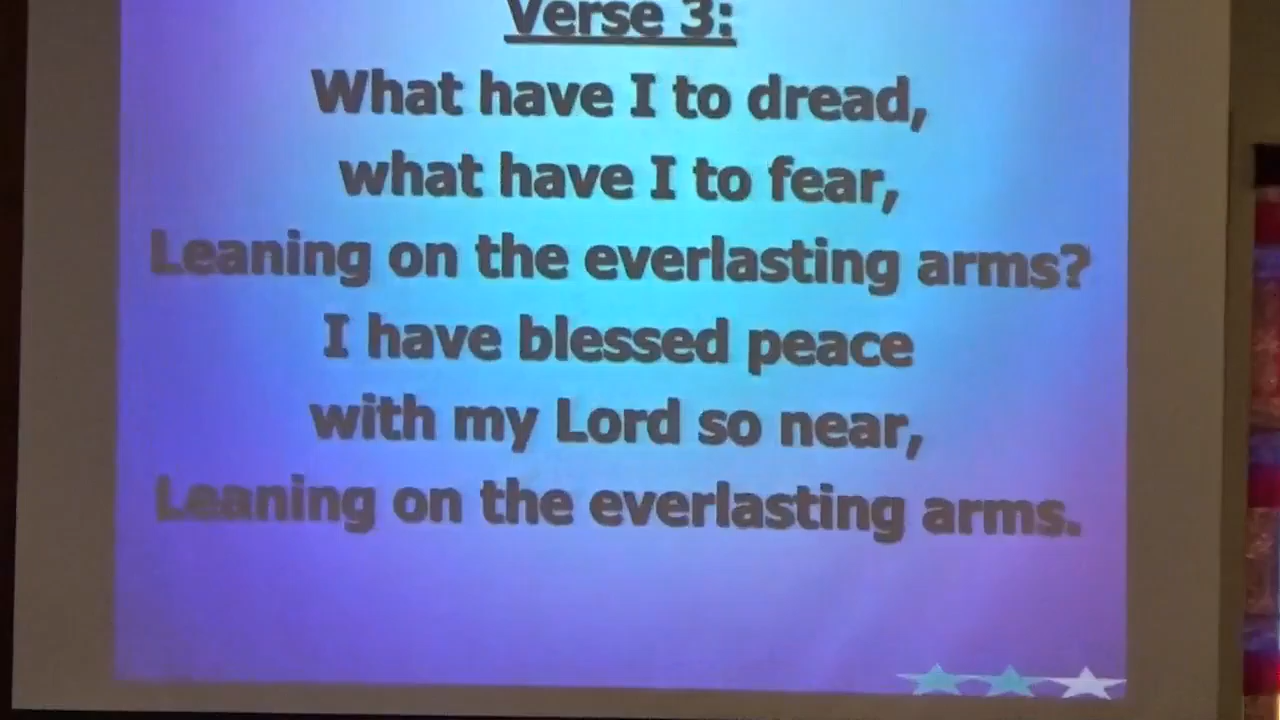 Verse 3:
What have I to dread,
what have I to fear,
Leaning on the everlasting arms?
I have blessed peace
with my Lord so near,
Leaning on the everlasting arms.